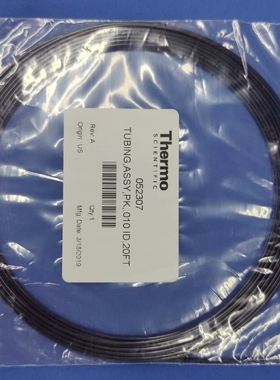 Thermo
SCIENTIFIC
052307
TUBING,ASSY,PK,.010 ID,20FT
Rev: A Qty:1
Origin: US Mfg. Date: 3/18/2019